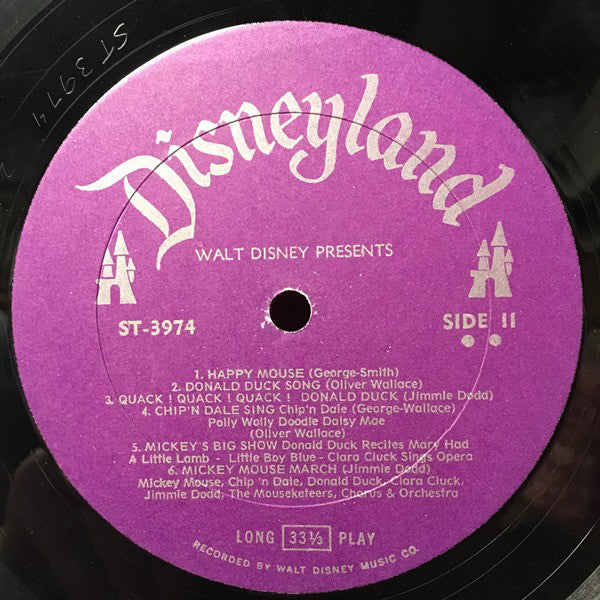 ST 3974
Disneyland
WALT DISNEY PRESENTS
ST-3974
SIDE II
1. HAPPY MOUSE (George-Smith)
2. DONALD DUCK SONG (Oliver Wallace)
3. QUACK ! QUACK ! QUACK ! DONALD DUCK (Jimmie Dodd)
4. CHIP'N DALE SING Chip'n Dale (George-Wallace)
Polly Wolly Doodle Daisy Mae
(Oliver Wallace)
5. MICKEY'S BIG SHOW Donald Duck Recites Mary Had
A Little Lamb - Little Boy Blue - Clara Cluck Sings Opera
6. MICKEY MOUSE MARCH (Jimmie Dodd)
Mickey Mouse, Chip 'n Dale, Donald Duck, Clara Cluck,
Jimmie Dodd, The Mouseketeers, Chorus & Orchestra
LONG 33⅓ PLAY
RECORDED BY WALT DISNEY MUSIC CO.